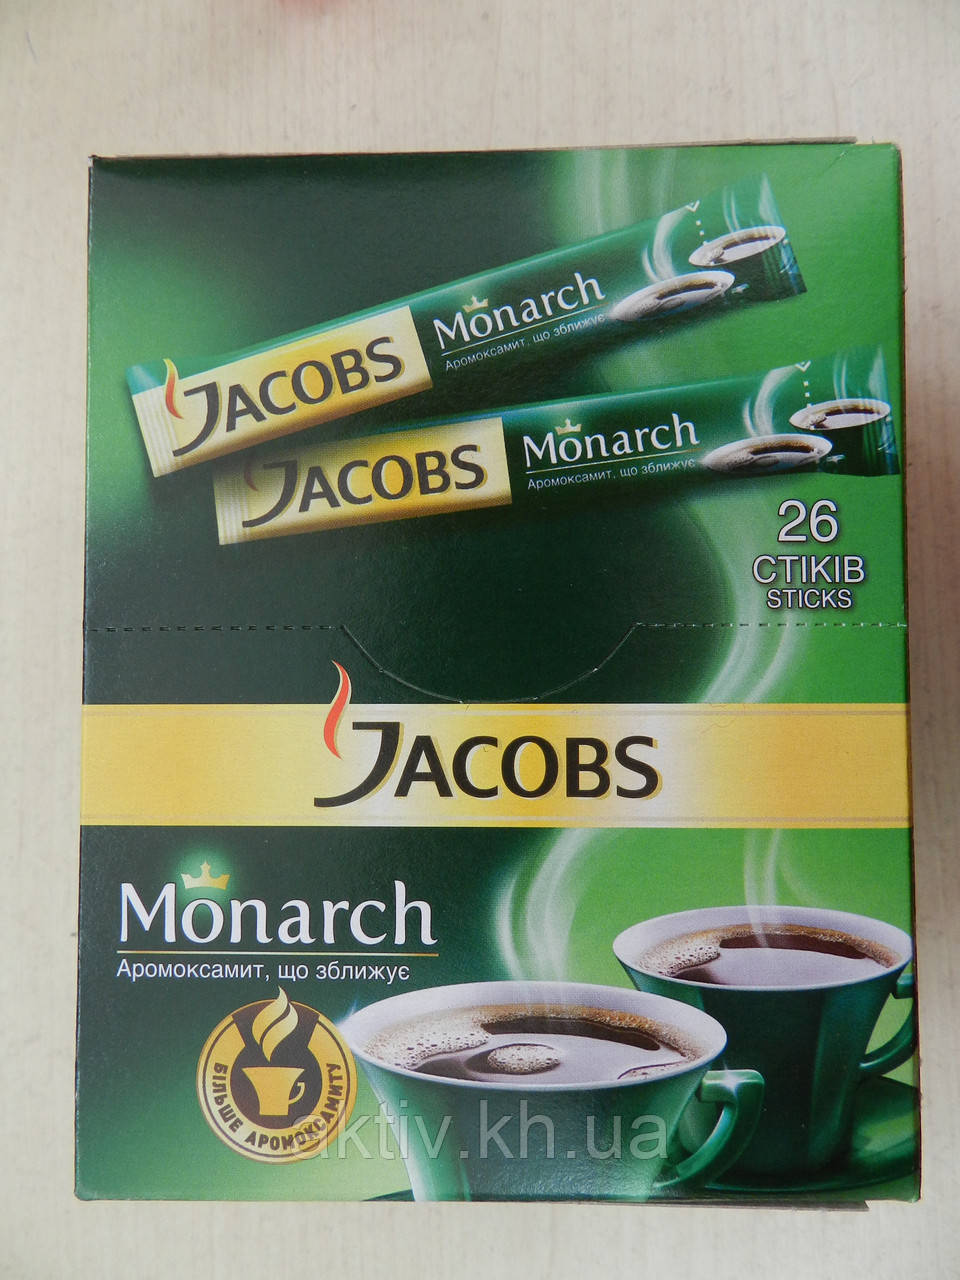 JACOBS
Monarch
Аромоксамит, що зближує
JACOBS
Monarch
Аромоксамит, що зближує
26
СТІКІВ
STICKS
JACOBS
Monarch
Аромоксамит, що зближує
БІЛЬШЕ АРОМОКСАМИТУ
aktiv.kh.ua